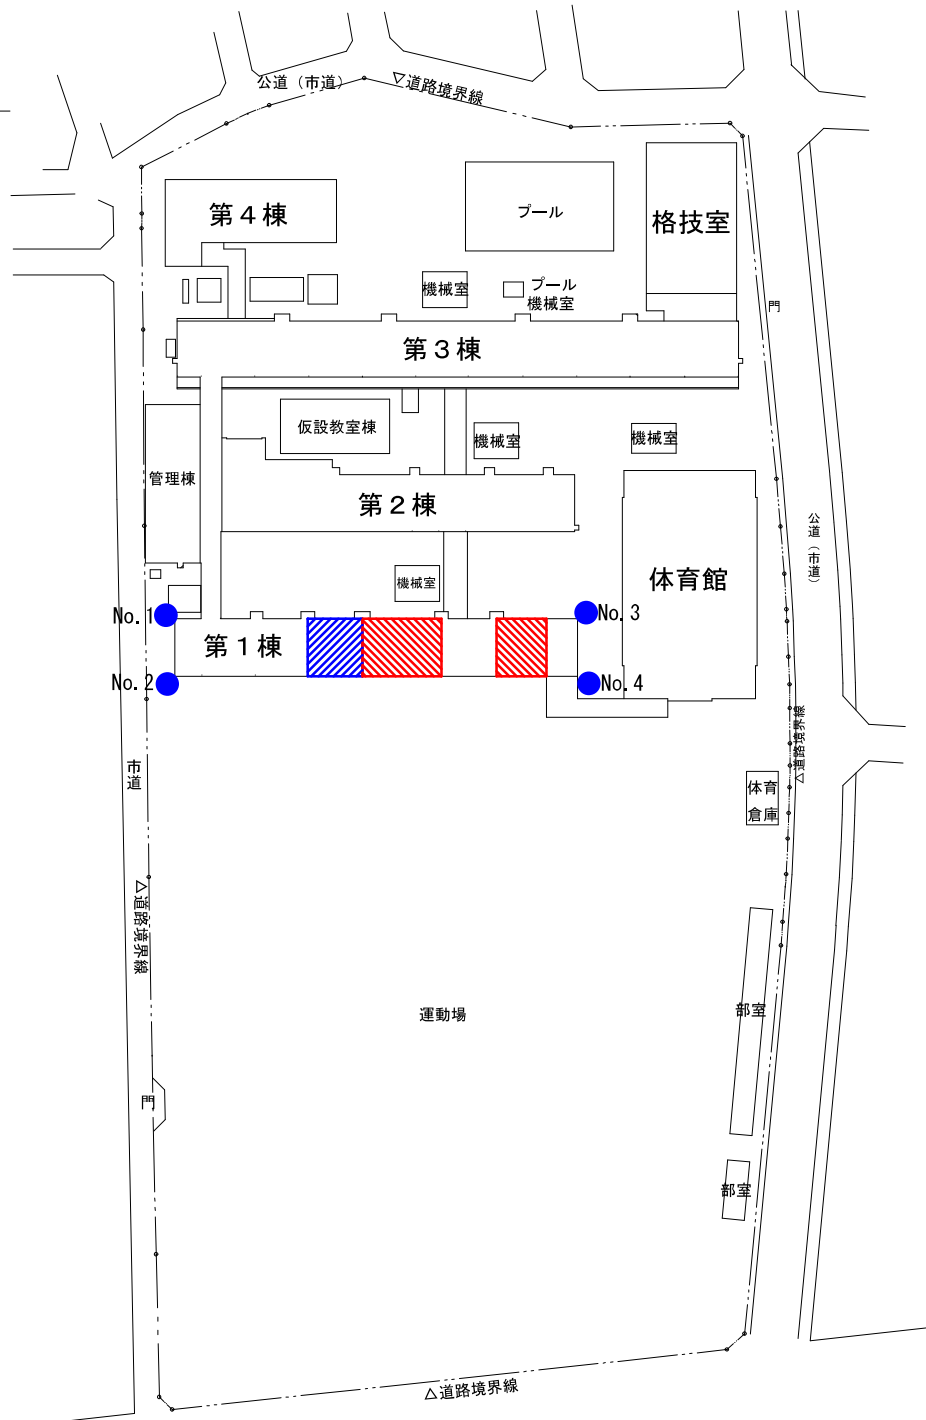 公道（市道）
▽道路境界線
第４棟
プール
格技室
機械室
プール
機械室
門
第３棟
仮設教室棟
機械室
機械室
管理棟
第２棟
公道（市道）
機械室
体育館
No.1
No.3
第１棟
No.2
No.4
△道路境界線
市道
体育
倉庫
△道路境界線
部室
運動場
門
部室
△道路境界線